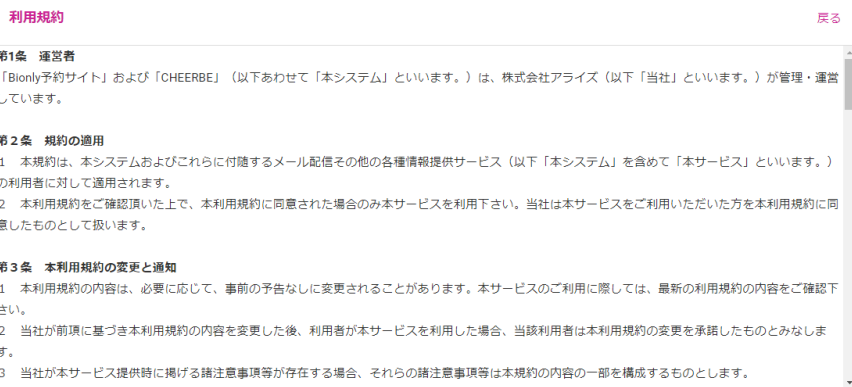 利用規約
戻る
第1条　運営者
「Bionly予約サイト」および「CHEERBE」（以下あわせて「本システム」といいます。）は、株式会社アライズ（以下「当社」といいます。）が管理・運営
しています。
第２条　規約の適用
1　本規約は、本システムおよびこれらに付随するメール配信その他の各種情報提供サービス（以下「本システム」を含めて「本サービス」といいます。）
の利用者に対して適用されます。
2　本利用規約をご確認頂いた上で、本利用規約に同意された場合のみ本サービスを利用下さい。当社は本サービスをご利用いただいた方を本利用規約に同
意したものとして扱います。
第３条　本利用規約の変更と通知
1　本利用規約の内容は、必要に応じて、事前の予告なしに変更されることがあります。本サービスのご利用に際しては、最新の利用規約の内容をご確認下
さい。
2　当社が前項に基づき本利用規約の内容を変更した後、利用者が本サービスを利用した場合、当該利用者は本利用規約の変更を承諾したものとみなしま
す。
3　当社が本サービス提供時に掲げる諸注意事項等が存在する場合、それらの諸注意事項等は本規約の内容の一部を構成するものとします。